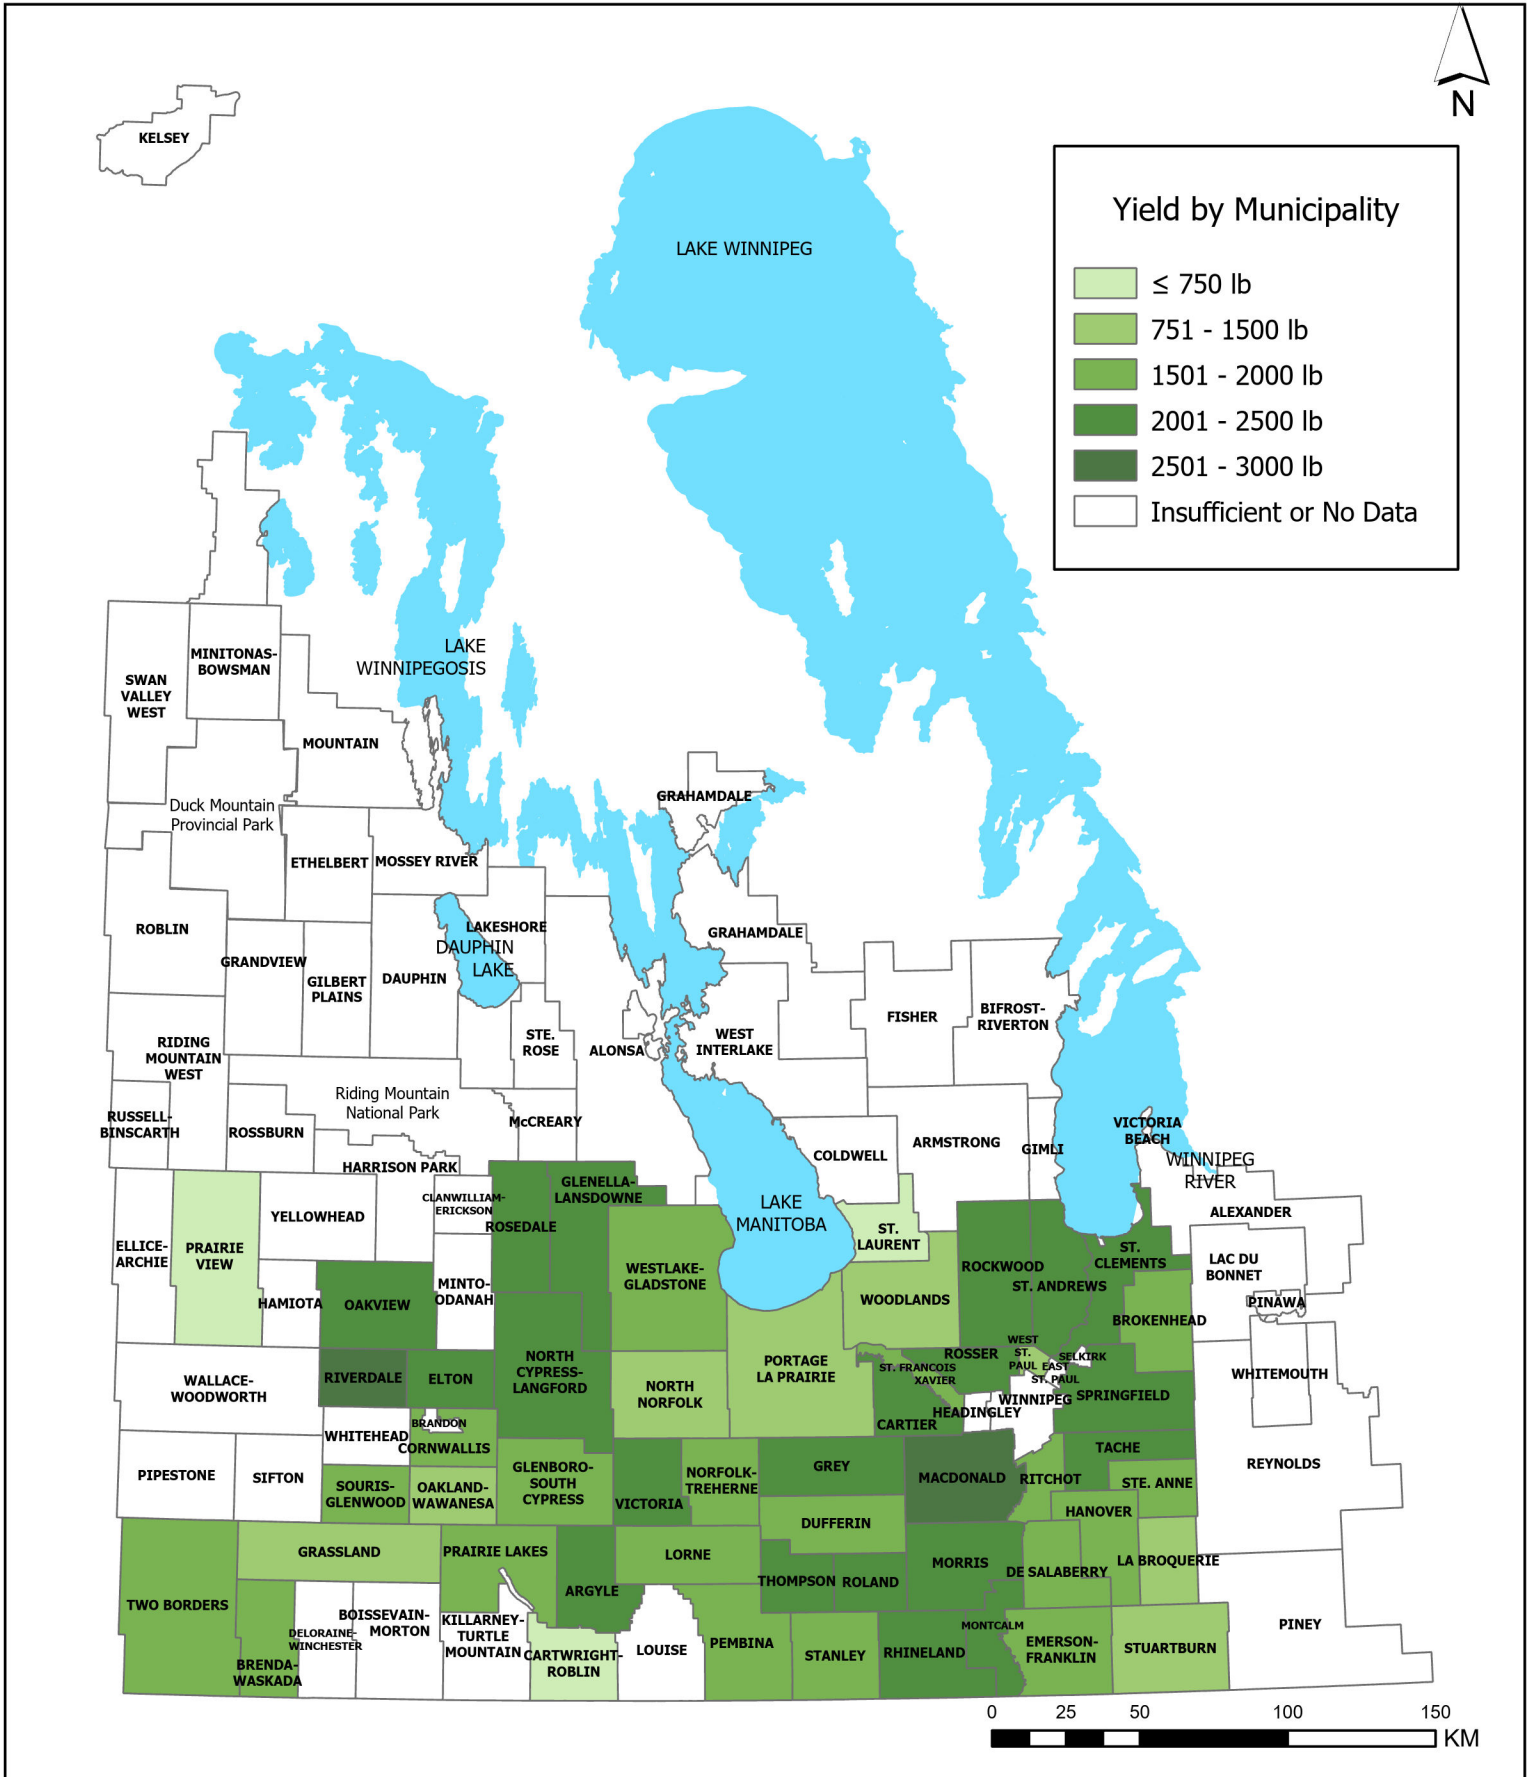 N
KELSEY
LAKE WINNIPEG
Yield by Municipality
≤ 750 lb
751 - 1500 lb
1501 - 2000 lb
2001 - 2500 lb
2501 - 3000 lb
Insufficient or No Data
LAKE
WINNIPEGOSIS
MINITONAS-
BOWSMAN
SWAN
VALLEY
WEST
MOUNTAIN
Duck Mountain
Provincial Park
GRAHAMDALE
ETHELBERT
MOSSEY RIVER
ROBLIN
LAKESHORE
DAUPHIN
LAKE
GRAHAMDALE
GRANDVIEW
GILBERT
PLAINS
DAUPHIN
FISHER
BIFROST-
RIVERTON
STE.
ROSE
ALONSA
WEST
INTERLAKE
RIDING
MOUNTAIN
WEST
Riding Mountain
National Park
RUSSELL-
BINSCARTH
ROSSBURN
McCREARY
VICTORIA
BEACH
ARMSTRONG
GIMLI
COLDWELL
WINNIPEG
RIVER
HARRISON PARK
CLANWILLIAM-
ERICKSON
GLENELLA-
LANSDOWNE
LAKE
MANITOBA
ALEXANDER
YELLOWHEAD
ROSEDALE
ELLICE-
ARCHIE
PRAIRIE
VIEW
ST.
LAURENT
ST.
CLEMENTS
LAC DU
BONNET
WESTLAKE-
GLADSTONE
ROCKWOOD
ST. ANDREWS
HAMIOTA
OAKVIEW
MINTO-
ODANAH
WOODLANDS
PINAWA
BROKENHEAD
NORTH
CYPRESS-
LANGFORD
PORTAGE
LA PRAIRIE
ROSSER
WEST
ST.
PAUL
EAST
ST. PAUL
SELKIRK
ST. FRANCOIS
XAVIER
WALLACE-
WOODWORTH
RIVERDALE
ELTON
NORTH
NORFOLK
WHITEMOUTH
WINNIPEG
SPRINGFIELD
HEADINGLEY
CARTIER
BRANDON
WHITEHEAD
CORNWALLIS
PIPESTONE
SIFTON
GLENBORO-
SOUTH
CYPRESS
VICTORIA
NORFOLK-
TREHERNE
GREY
MACDONALD
RITCHOT
TACHE
STE. ANNE
REYNOLDS
SOURIS-
GLENWOOD
OAKLAND-
WAWANESA
HANOVER
DUFFERIN
GRASSLAND
PRAIRIE LAKES
LORNE
MORRIS
DE SALABERRY
LA BROQUERIE
ARGYLE
THOMPSON
ROLAND
TWO BORDERS
BOISSEVAIN-
MORTON
DELORAINE-
WINCHESTER
KILLARNEY-
TURTLE
MOUNTAIN
CARTWRIGHT-
ROBLIN
LOUISE
PEMBINA
STANLEY
RHINELAND
MONTCALM
EMERSON-
FRANKLIN
STUARTBURN
PINEY
BRENDA-
WASKADA
0 25 50 100 150
KM